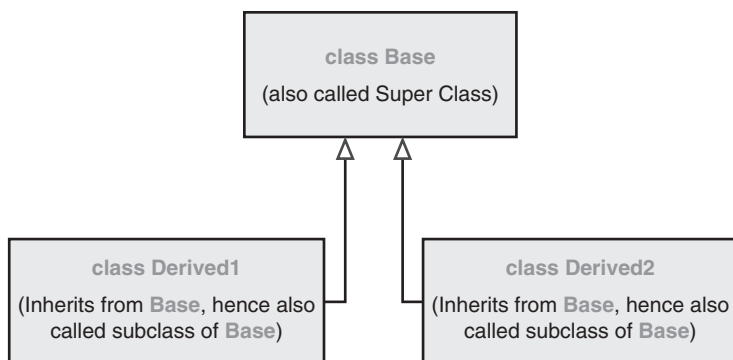 class Base
(also called Super Class)
class Derived1
(Inherits from Base, hence also
called subclass of Base)
class Derived2
(Inherits from Base, hence also
called subclass of Base)